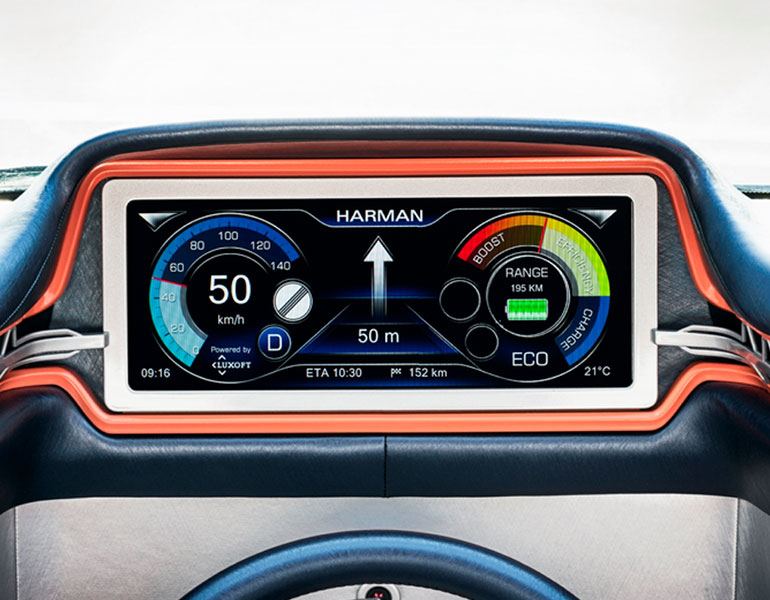 HARMAN
0
20
40
60
80
100
120
140
50
km/h
D
Powered by
LUXOFT
09:16
50 m
ETA 10:30
152 km
BOOST
EFFICIENCY
CHARGE
RANGE
195 KM
ECO
21°C